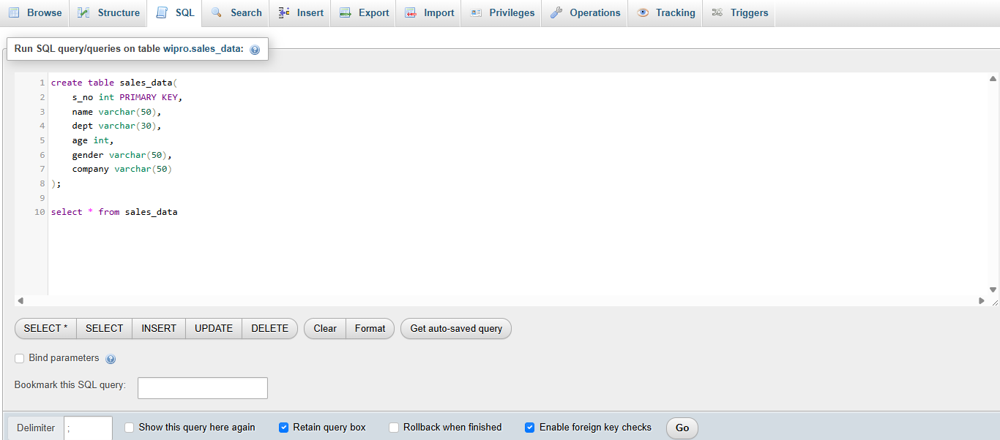 Browse Structure SQL Search Insert Export Import Privileges Operations Tracking Triggers
Run SQL query/queries on table wipro.sales_data:
1 create table sales_data(
2     s_no int PRIMARY KEY,
3     name varchar(50),
4     dept varchar(30),
5     age int,
6     gender varchar(50),
7     company varchar(50)
8 );
9
10 select * from sales_data
SELECT * SELECT INSERT UPDATE DELETE Clear Format Get auto-saved query
Bind parameters
Bookmark this SQL query:
Delimiter ; Show this query here again Retain query box Rollback when finished Enable foreign key checks Go